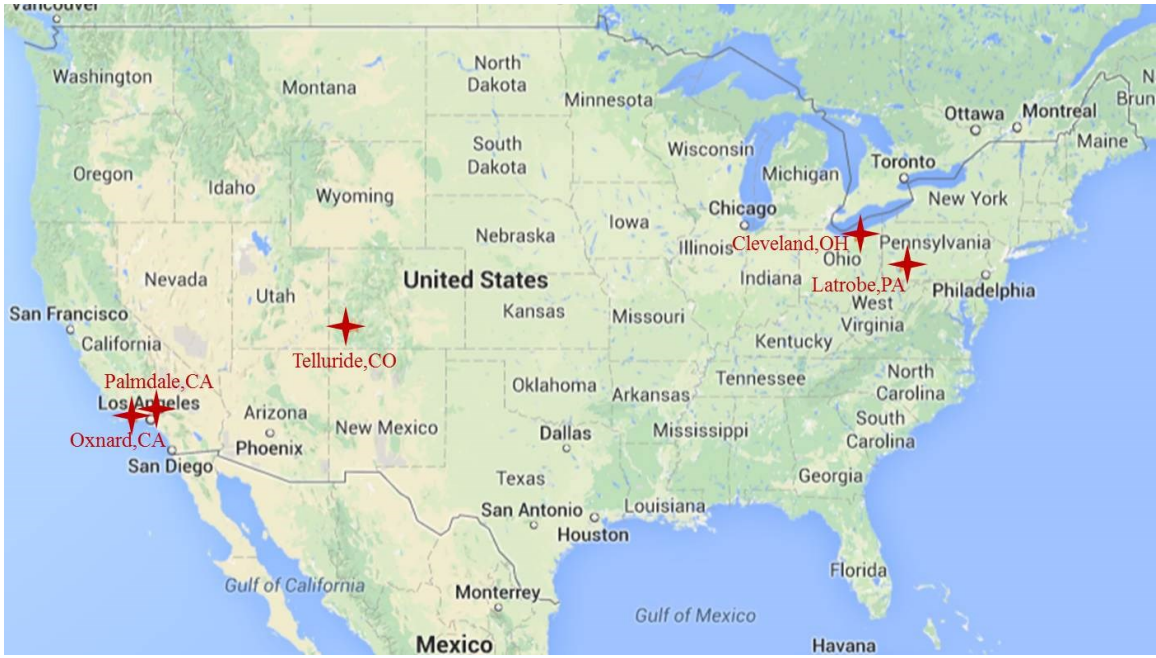 Vancouver
Washington
Montana
North
Dakota
Minnesota
Ottawa
Montreal
N
Brun
Maine
Oregon
Idaho
Wyoming
South
Dakota
Wisconsin
Michigan
Toronto
New York
Iowa
Chicago
Nebraska
Illinois
Cleveland,OH
Pennsylvania
Ohio
Nevada
Utah
United States
Indiana
Latrobe,PA
Philadelphia
West
Virginia
San Francisco
California
Kansas
Missouri
Kentucky
Telluride,CO
Palmdale,CA
Los Angeles
Oklahoma
Arkansas
Tennessee
North
Carolina
Arizona
New Mexico
Oxnard,CA
Phoenix
San Diego
Dallas
Mississippi
South
Carolina
Texas
Georgia
San Antonio
Louisiana
Houston
Florida
Gulf of California
Monterrey
Gulf of Mexico
Mexico
Havana